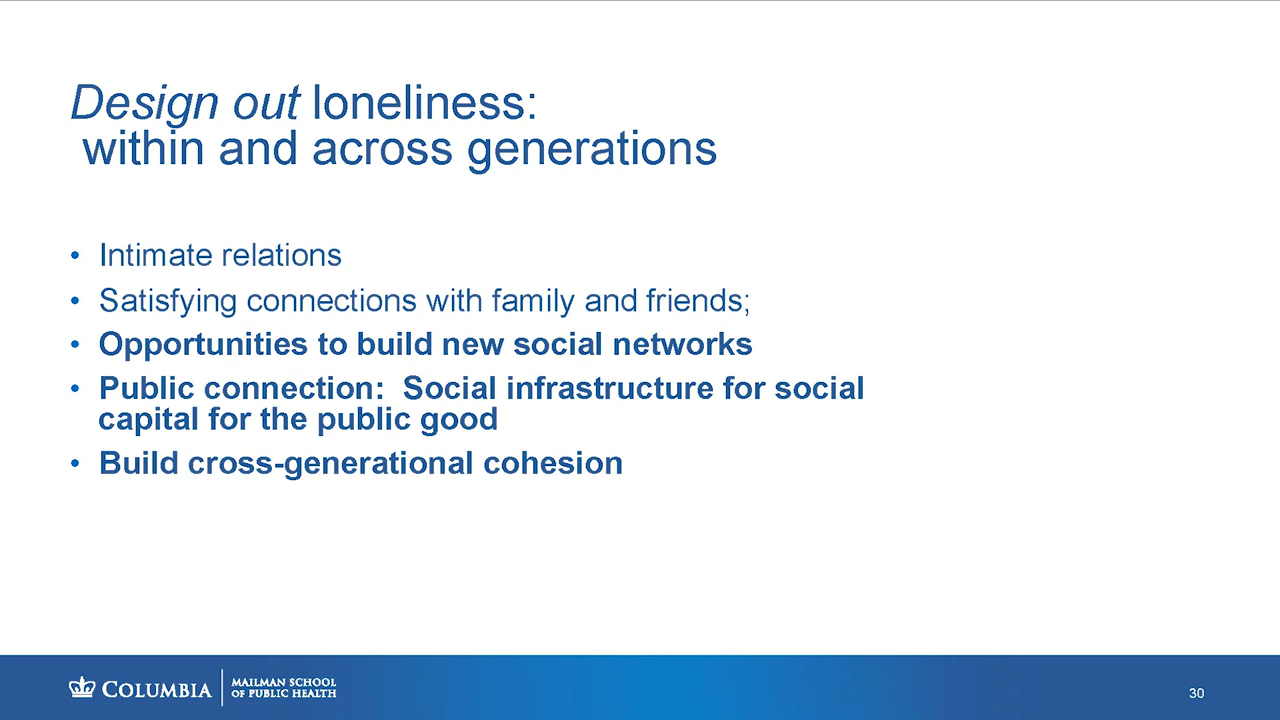 Design out loneliness:
within and across generations
• Intimate relations
• Satisfying connections with family and friends;
• Opportunities to build new social networks
• Public connection:  Social infrastructure for social
capital for the public good
• Build cross-generational cohesion
COLUMBIA
MAILMAN SCHOOL
OF PUBLIC HEALTH
30